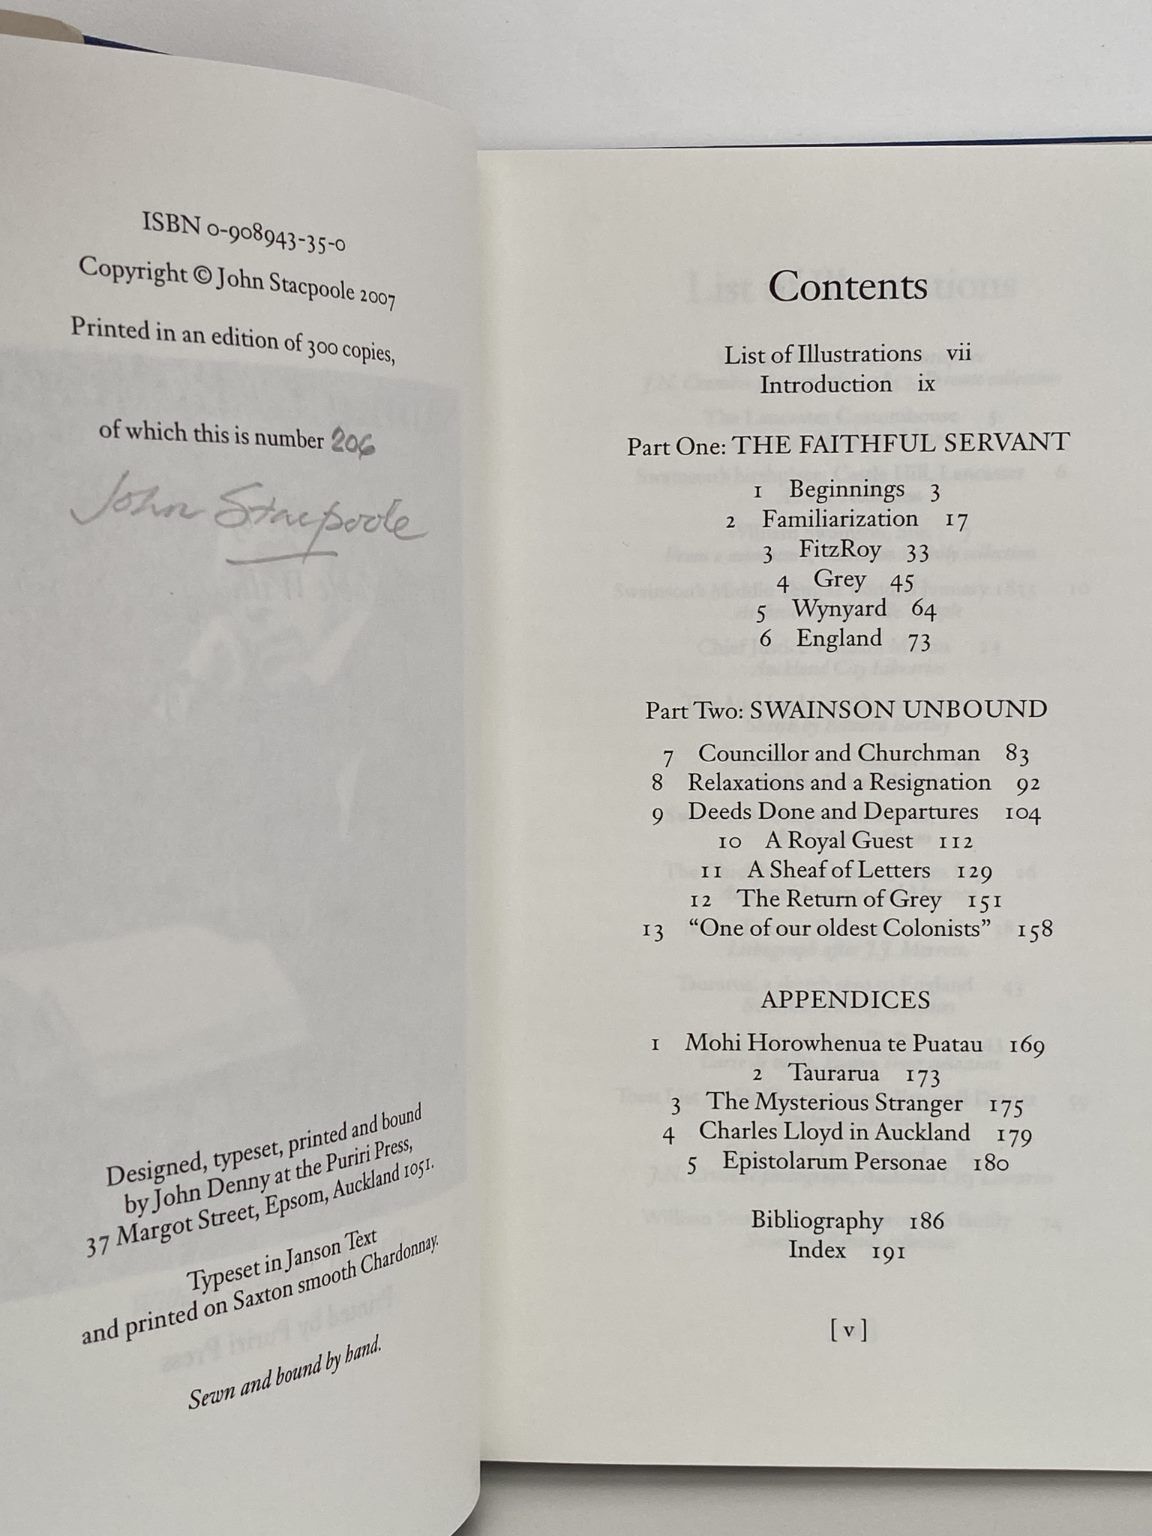 ISBN 0-908943-35-0
Copyright © John Stacpoole 2007
Printed in an edition of 300 copies,
of which this is number 206
John Stacpoole
Designed, typeset, printed and bound
by John Denny at the Puriri Press,
37 Margot Street, Epsom, Auckland 1051.
Typeset in Janson Text
and printed on Saxton smooth Chardonnay.
Sewn and bound by hand.
Contents
List of Illustrations vii
Introduction ix
Part One: THE FAITHFUL SERVANT
1 Beginnings 3
2 Familiarization 17
3 FitzRoy 33
4 Grey 45
5 Wynyard 64
6 England 73
Part Two: SWAINSON UNBOUND
7 Councillor and Churchman 83
8 Relaxations and a Resignation 92
9 Deeds Done and Departures 104
10 A Royal Guest 112
11 A Sheaf of Letters 129
12 The Return of Grey 151
13 “One of our oldest Colonists” 158
APPENDICES
1 Mohi Horowhenua te Puatau 169
2 Taurarua 173
3 The Mysterious Stranger 175
4 Charles Lloyd in Auckland 179
5 Epistolarum Personae 180
Bibliography 186
Index 191
[ v ]